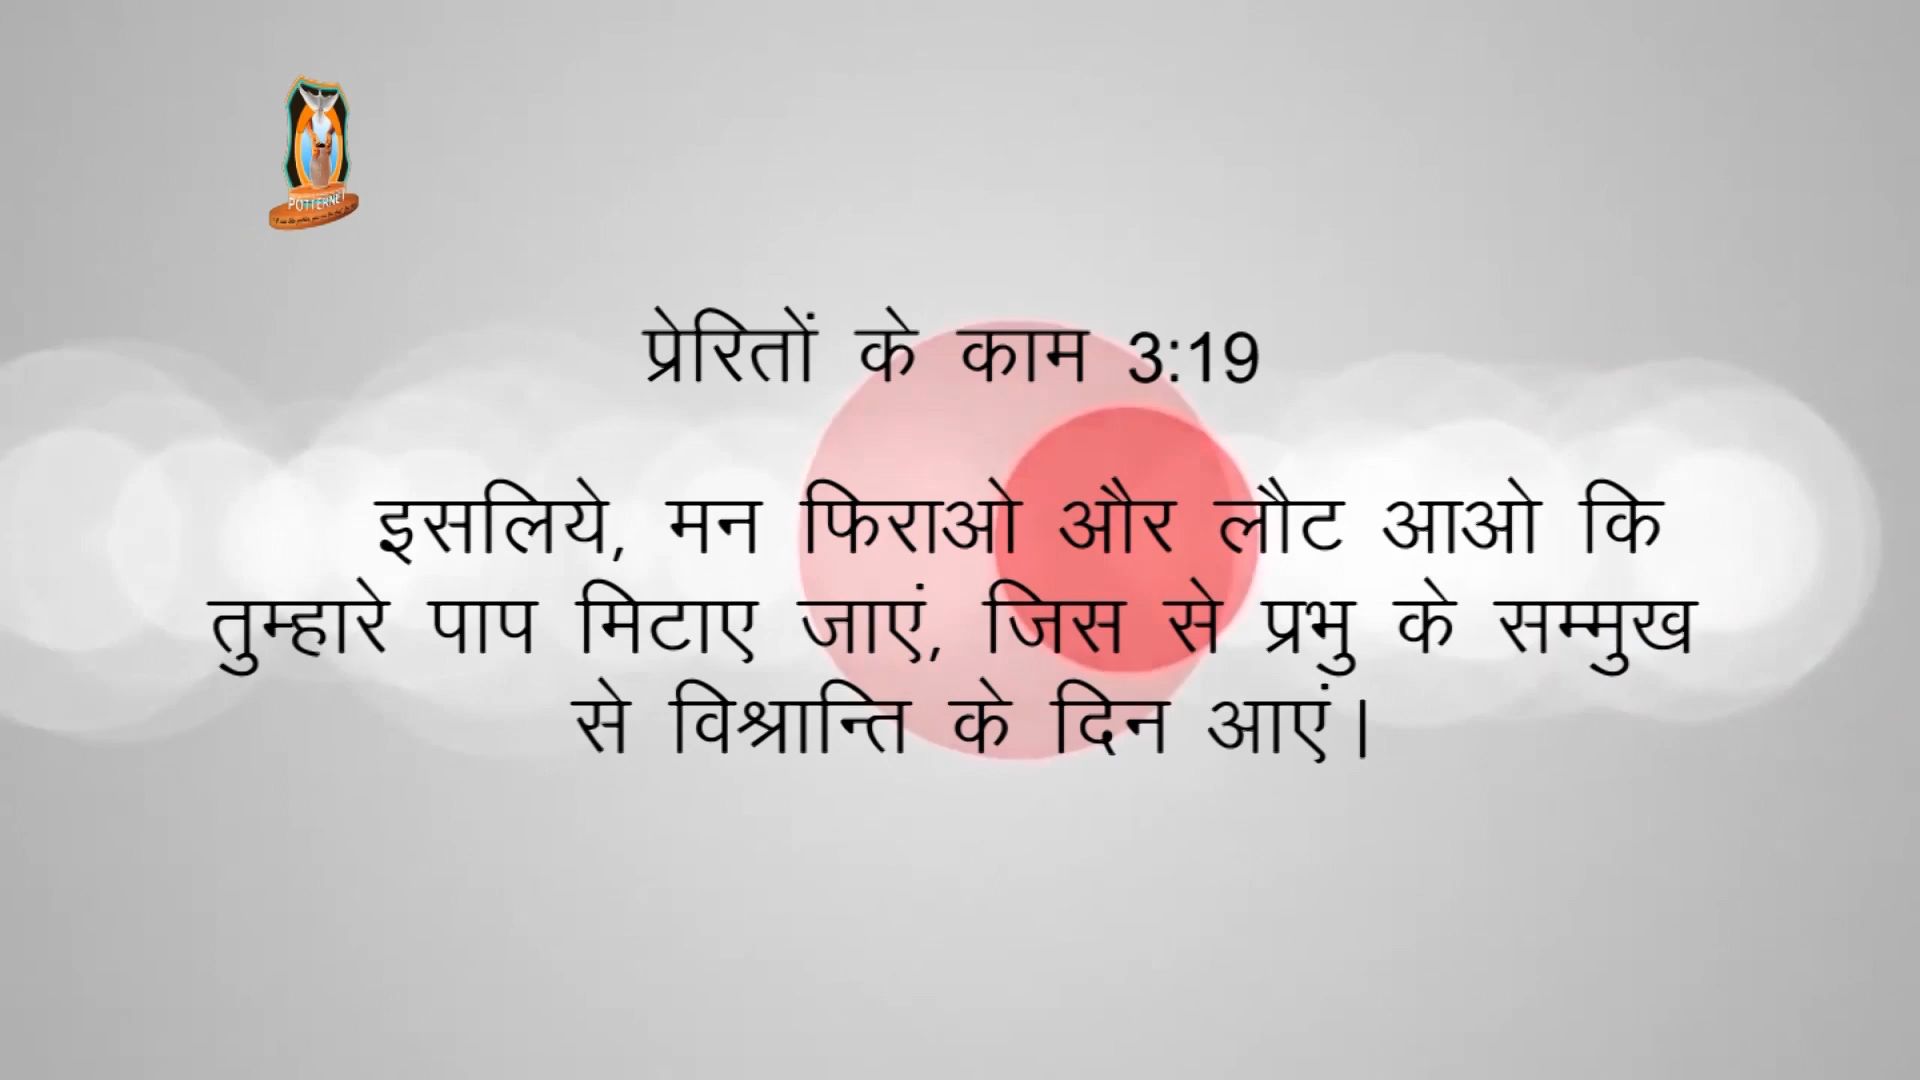 POTTERNET
प्रेरितों के काम 3:19
इसलिये, मन फिराओ और लौट आओ कि
तुम्हारे पाप मिटाए जाएं, जिस से प्रभु के सम्मुख
से विश्रान्ति के दिन आएं।